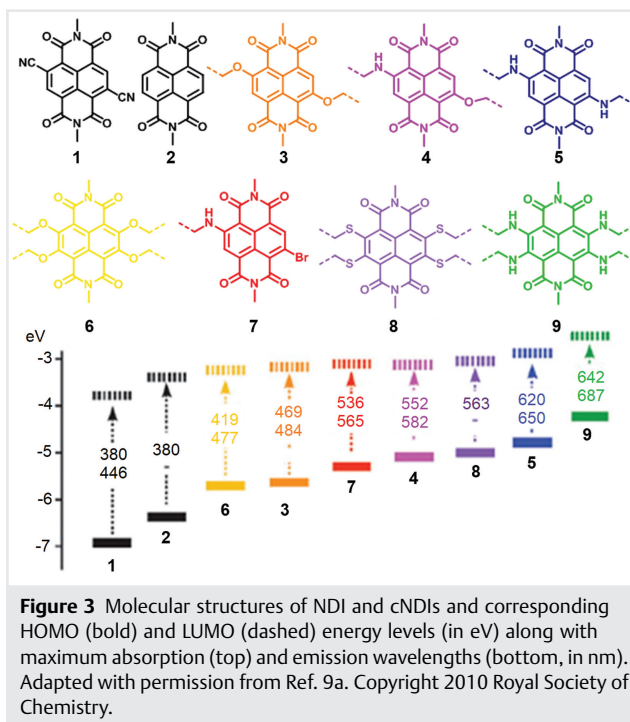 O N O O N O O N O O N O O N O
NC O O H N H N
CN O O N H
O N O O N O O N O O N O O N O
1 2 3 4 5
O N O O N O O N O O N O
O O H N S S H N N H
O O Br S S N H H N
O N O O N O O N O O N O
6 7 8 9
eV
-3
-4
-5
-6
-7
380
446
1
380
2
419
477
6
469
484
3
536
565
7
552
582
4
563
8
620
650
5
642
687
9
Figure 3 Molecular structures of NDI and cNDIs and corresponding
HOMO (bold) and LUMO (dashed) energy levels (in eV) along with
maximum absorption (top) and emission wavelengths (bottom, in nm).
Adapted with permission from Ref. 9a. Copyright 2010 Royal Society of
Chemistry.